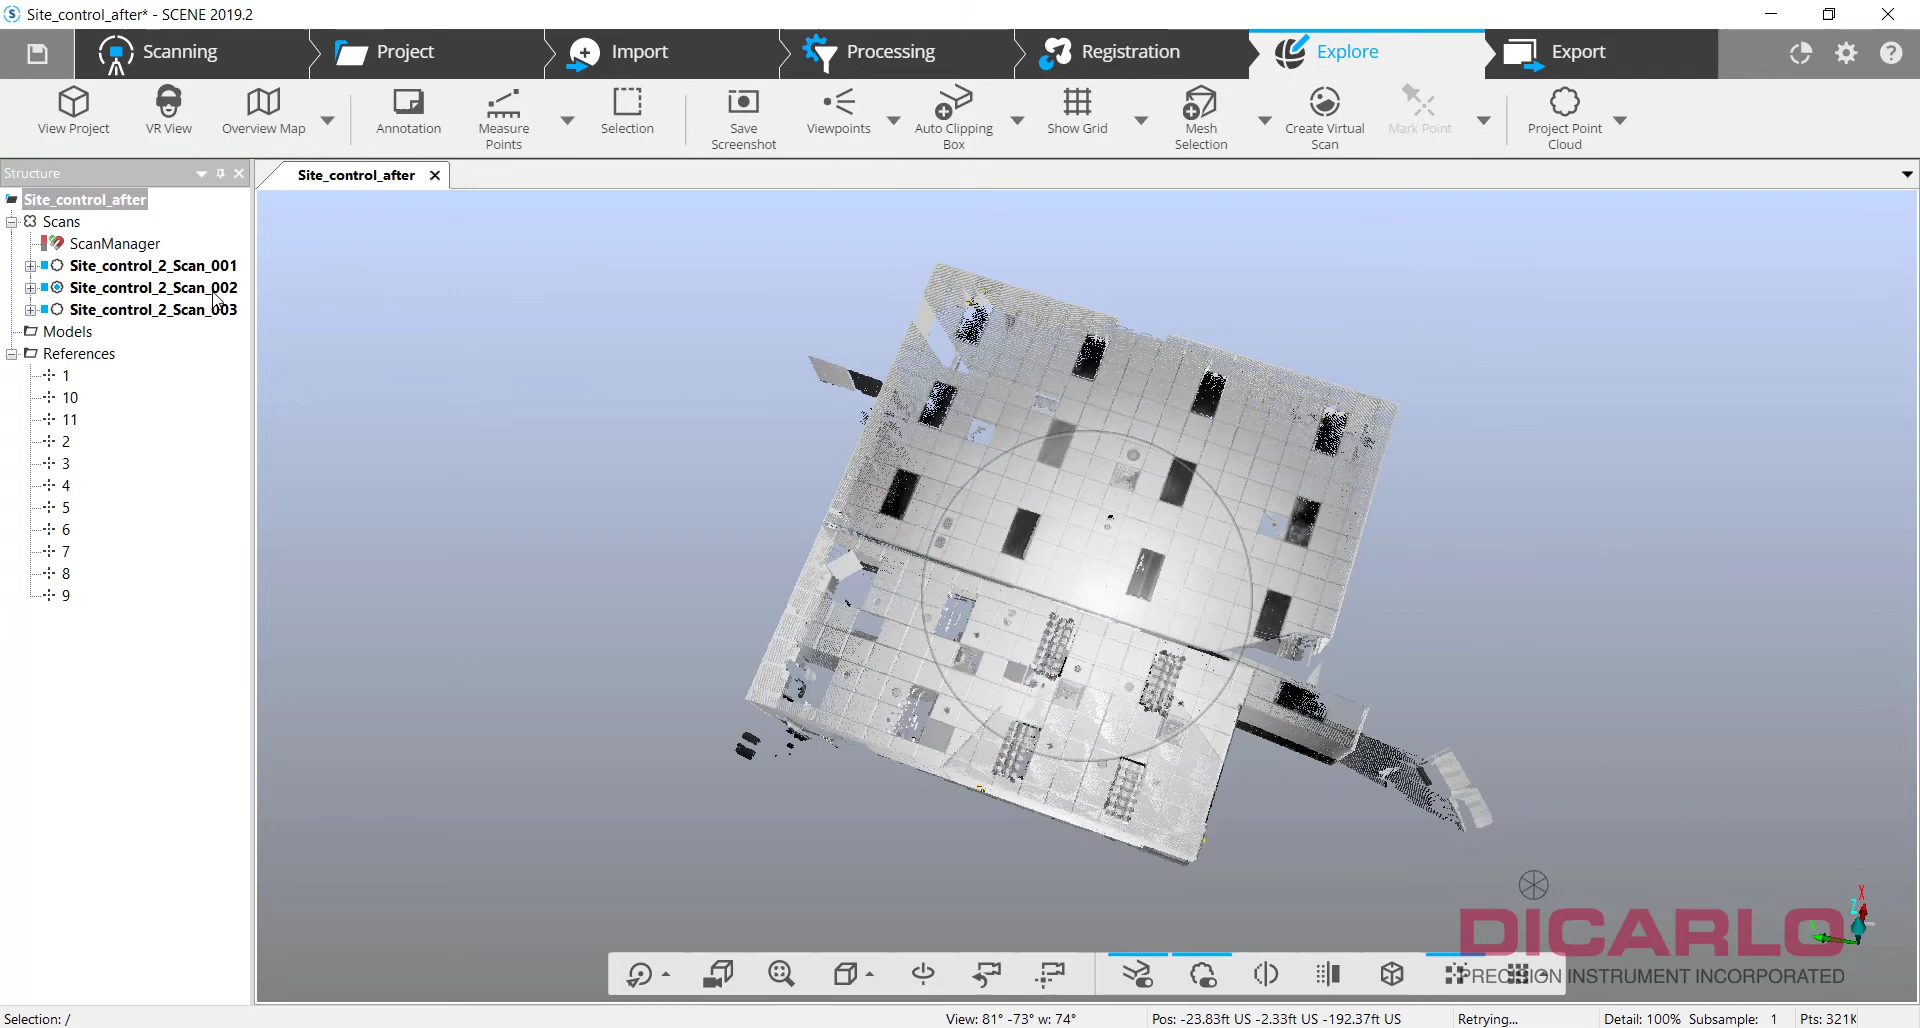 Site_control_after* - SCENE 2019.2
Scanning
Project
Import
Processing
Registration
Explore
Export
View Project
VR View
Overview Map
Annotation
Measure Points
Selection
Save Screenshot
Viewpoints
Auto Clipping Box
Show Grid
Mesh Selection
Create Virtual Scan
Mark Point
Project Point Cloud
Structure
Site_control_after
Site_control_after
Scans
ScanManager
Site_control_2_Scan_001
Site_control_2_Scan_002
Site_control_2_Scan_003
Models
References
1
10
11
2
3
4
5
6
7
8
9
X
Z
DICARLO
PRECISION INSTRUMENT INCORPORATED
Selection: /
View: 81° -73° w: 74°
Pos: -23.83ft US -2.33ft US -192.37ft US
Retrying...
Detail: 100%
Subsample: 1
Pts: 321K